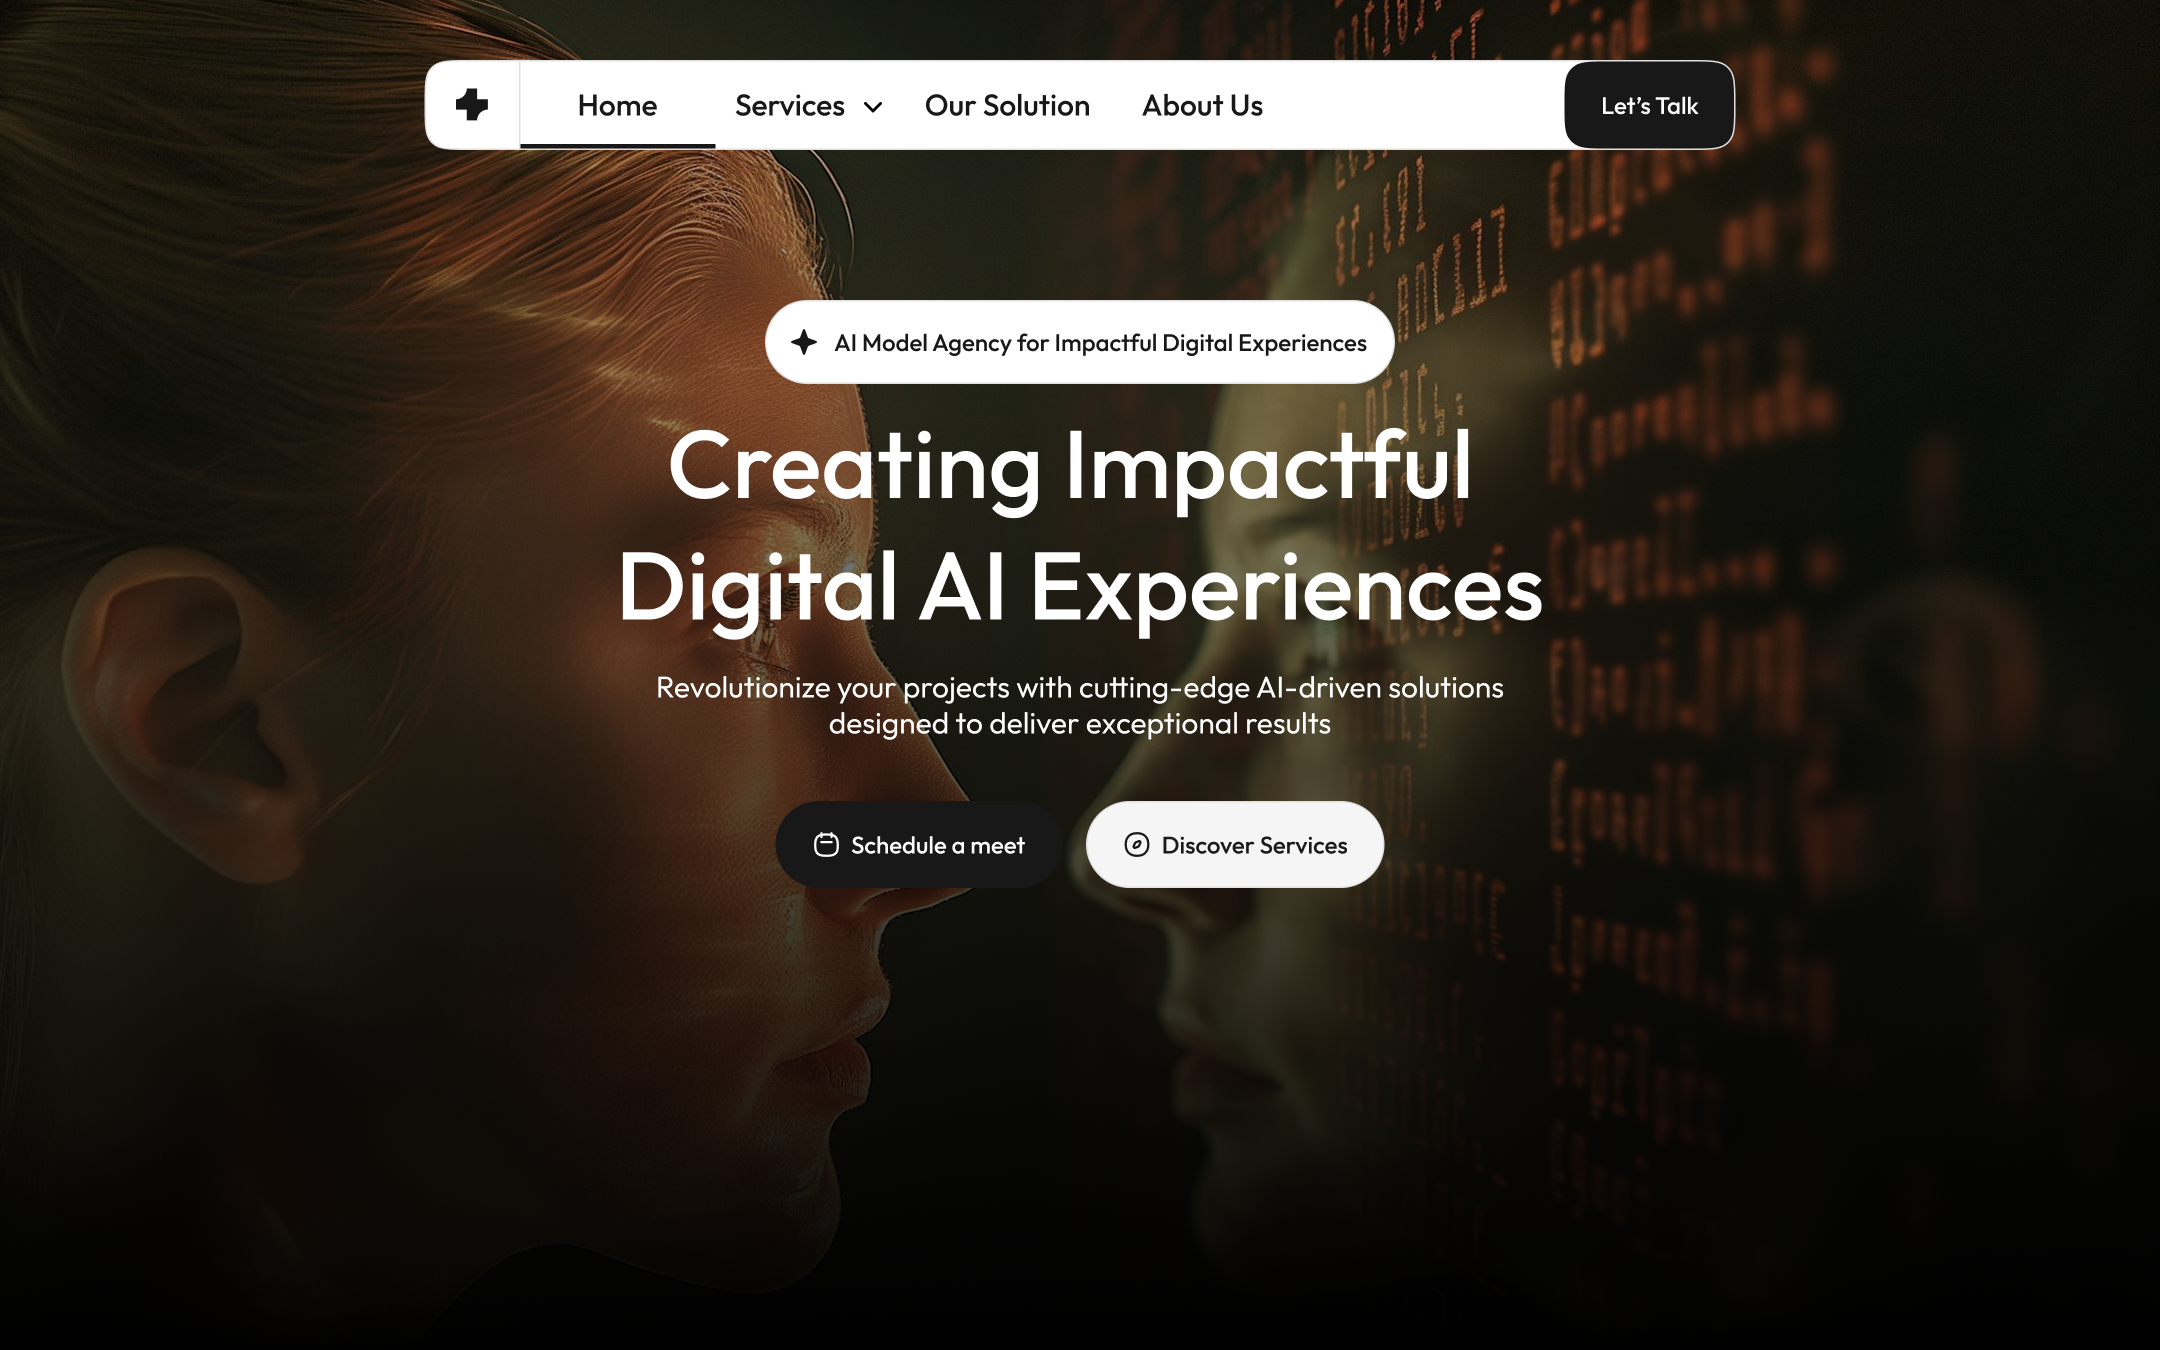 Home
Services
Our Solution
About Us
Let's Talk
AI Model Agency for Impactful Digital Experiences
Creating Impactful
Digital AI Experiences
Revolutionize your projects with cutting-edge AI-driven solutions
designed to deliver exceptional results
Schedule a meet
Discover Services